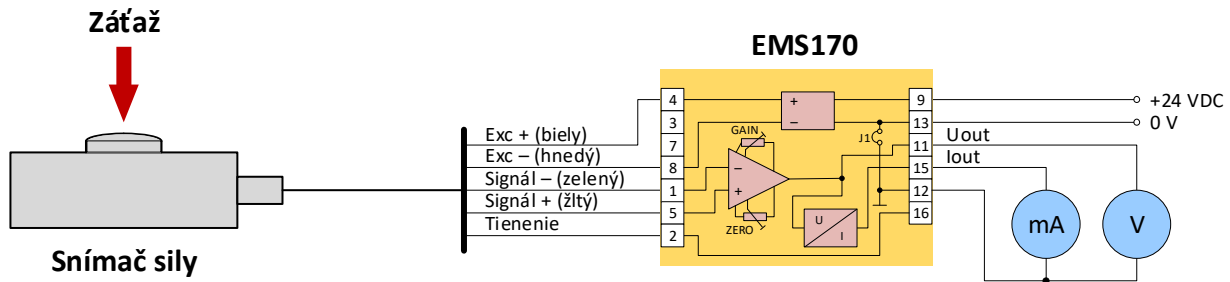 Záťaž
Snímač sily
Exc + (biely)
Exc – (hnedý)
Signál – (zelený)
Signál + (žltý)
Tienenie
EMS170
4
3
7
8
1
5
2
GAIN
ZERO
+
–
–
+
J1
U
I
9
13
11
15
12
16
+24 VDC
0 V
Uout
Iout
mA
V